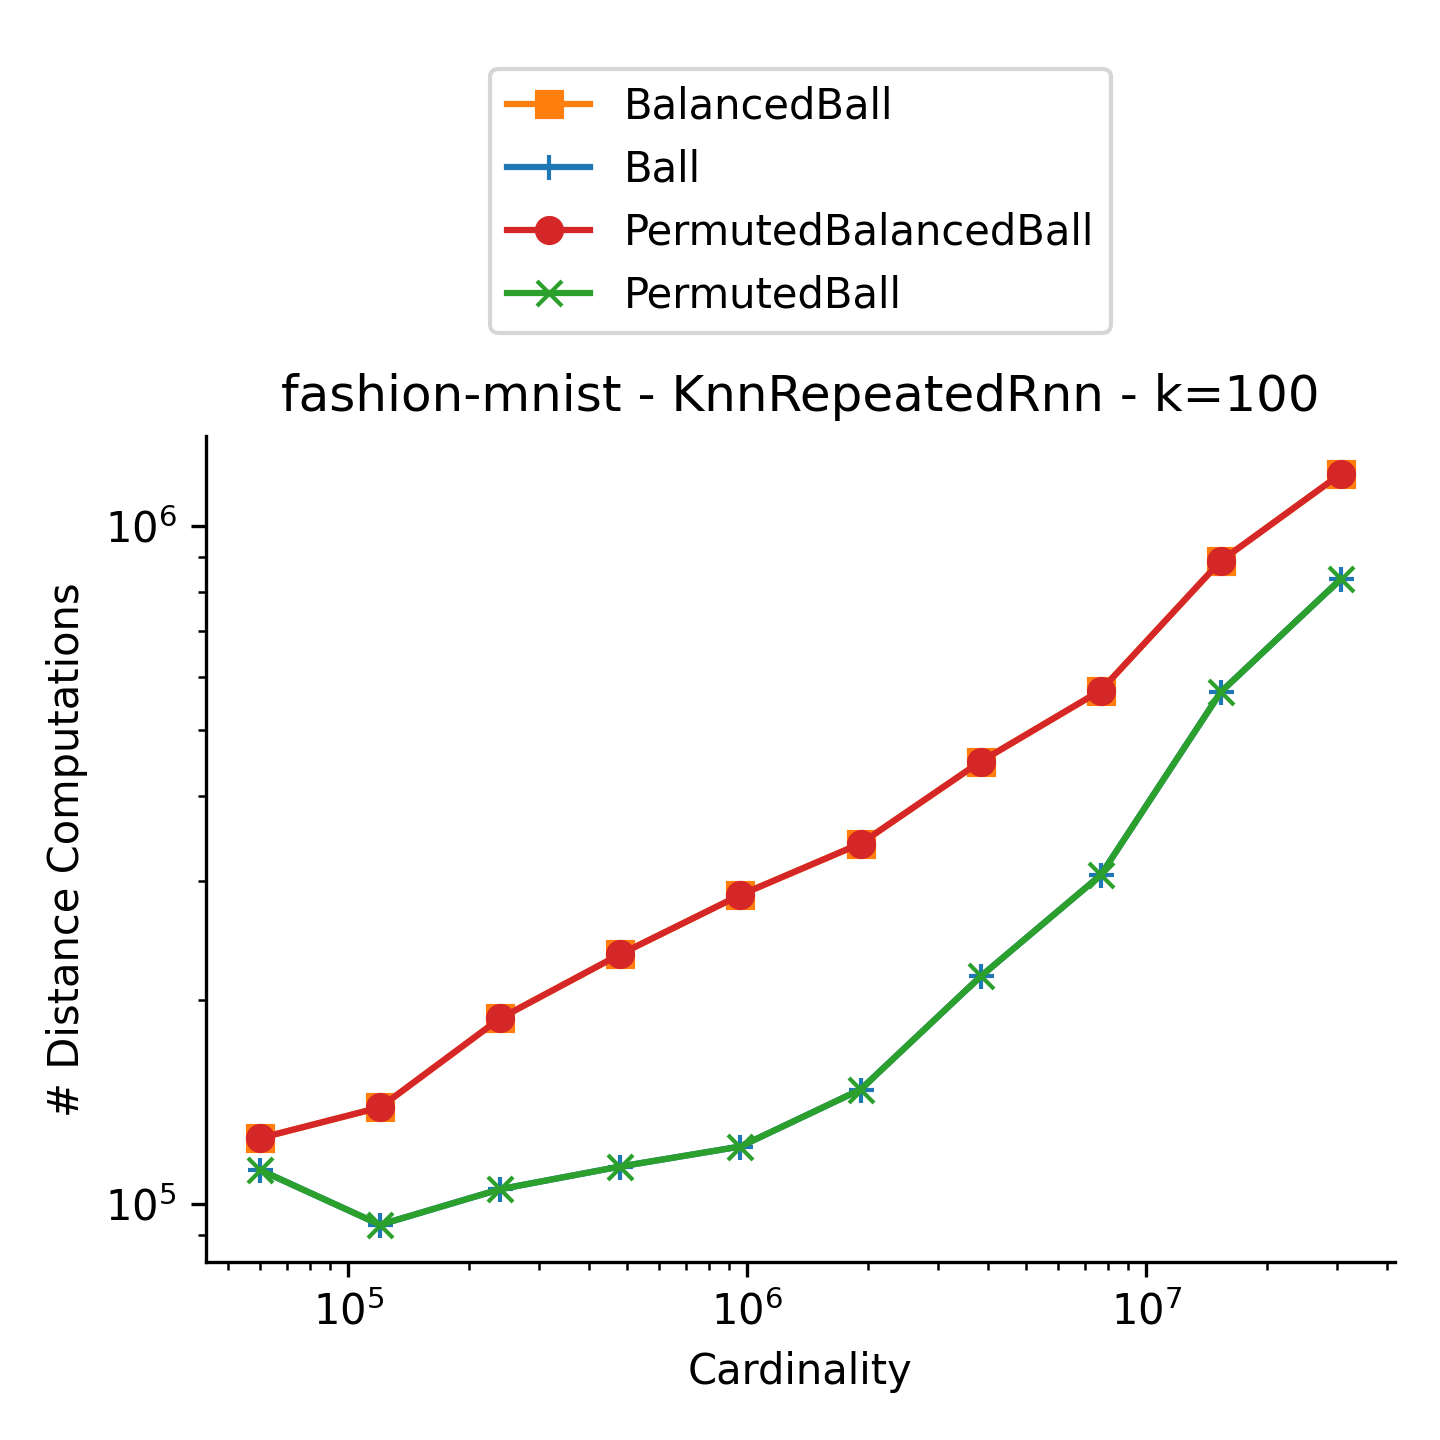 BalancedBall
Ball
PermutedBalancedBall
PermutedBall
fashion-mnist - KnnRepeatedRnn - k=100
10⁶
10⁵
# Distance Computations
10⁵ 10⁶ 10⁷
Cardinality